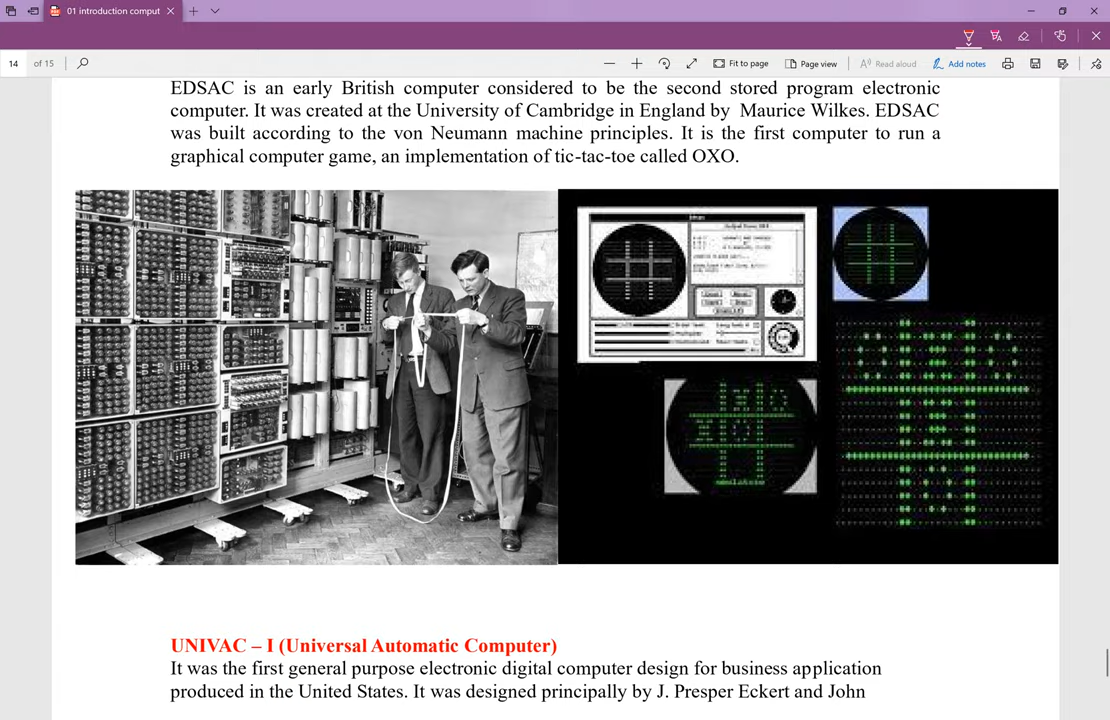 01 introduction comput
14 of 15
Fit to page
Page view
Read aloud
Add notes
EDSAC is an early British computer considered to be the second stored program electronic
computer. It was created at the University of Cambridge in England by Maurice Wilkes. EDSAC
was built according to the von Neumann machine principles. It is the first computer to run a
graphical computer game, an implementation of tic-tac-toe called OXO.
UNIVAC – I (Universal Automatic Computer)
It was the first general purpose electronic digital computer design for business application
produced in the United States. It was designed principally by J. Presper Eckert and John